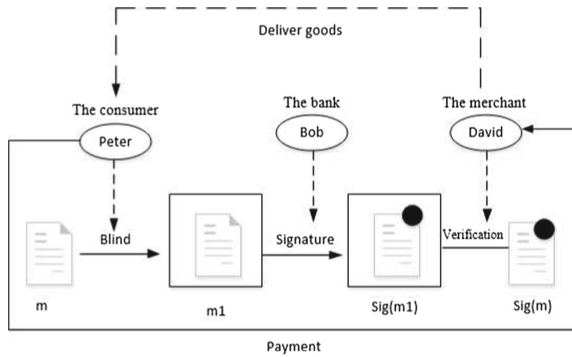 Deliver goods
The consumer
The bank
The merchant
Peter
Bob
David
Blind
Signature
Verification
m
m1
Sig(m1)
Sig(m)
Payment